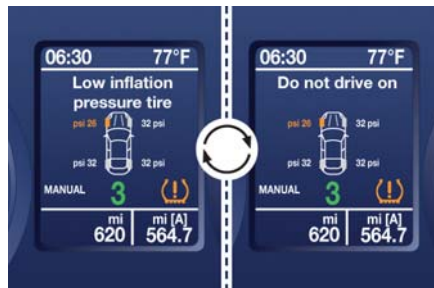 06:30 77°F
Low inflation
pressure tire
psi 26 32 psi
psi 32 32 psi
MANUAL 3 (!)
mi mi [A]
620 564.7
06:30 77°F
Do not drive on
psi 26 32 psi
psi 32 32 psi
MANUAL 3 (!)
mi mi [A]
620 564.7